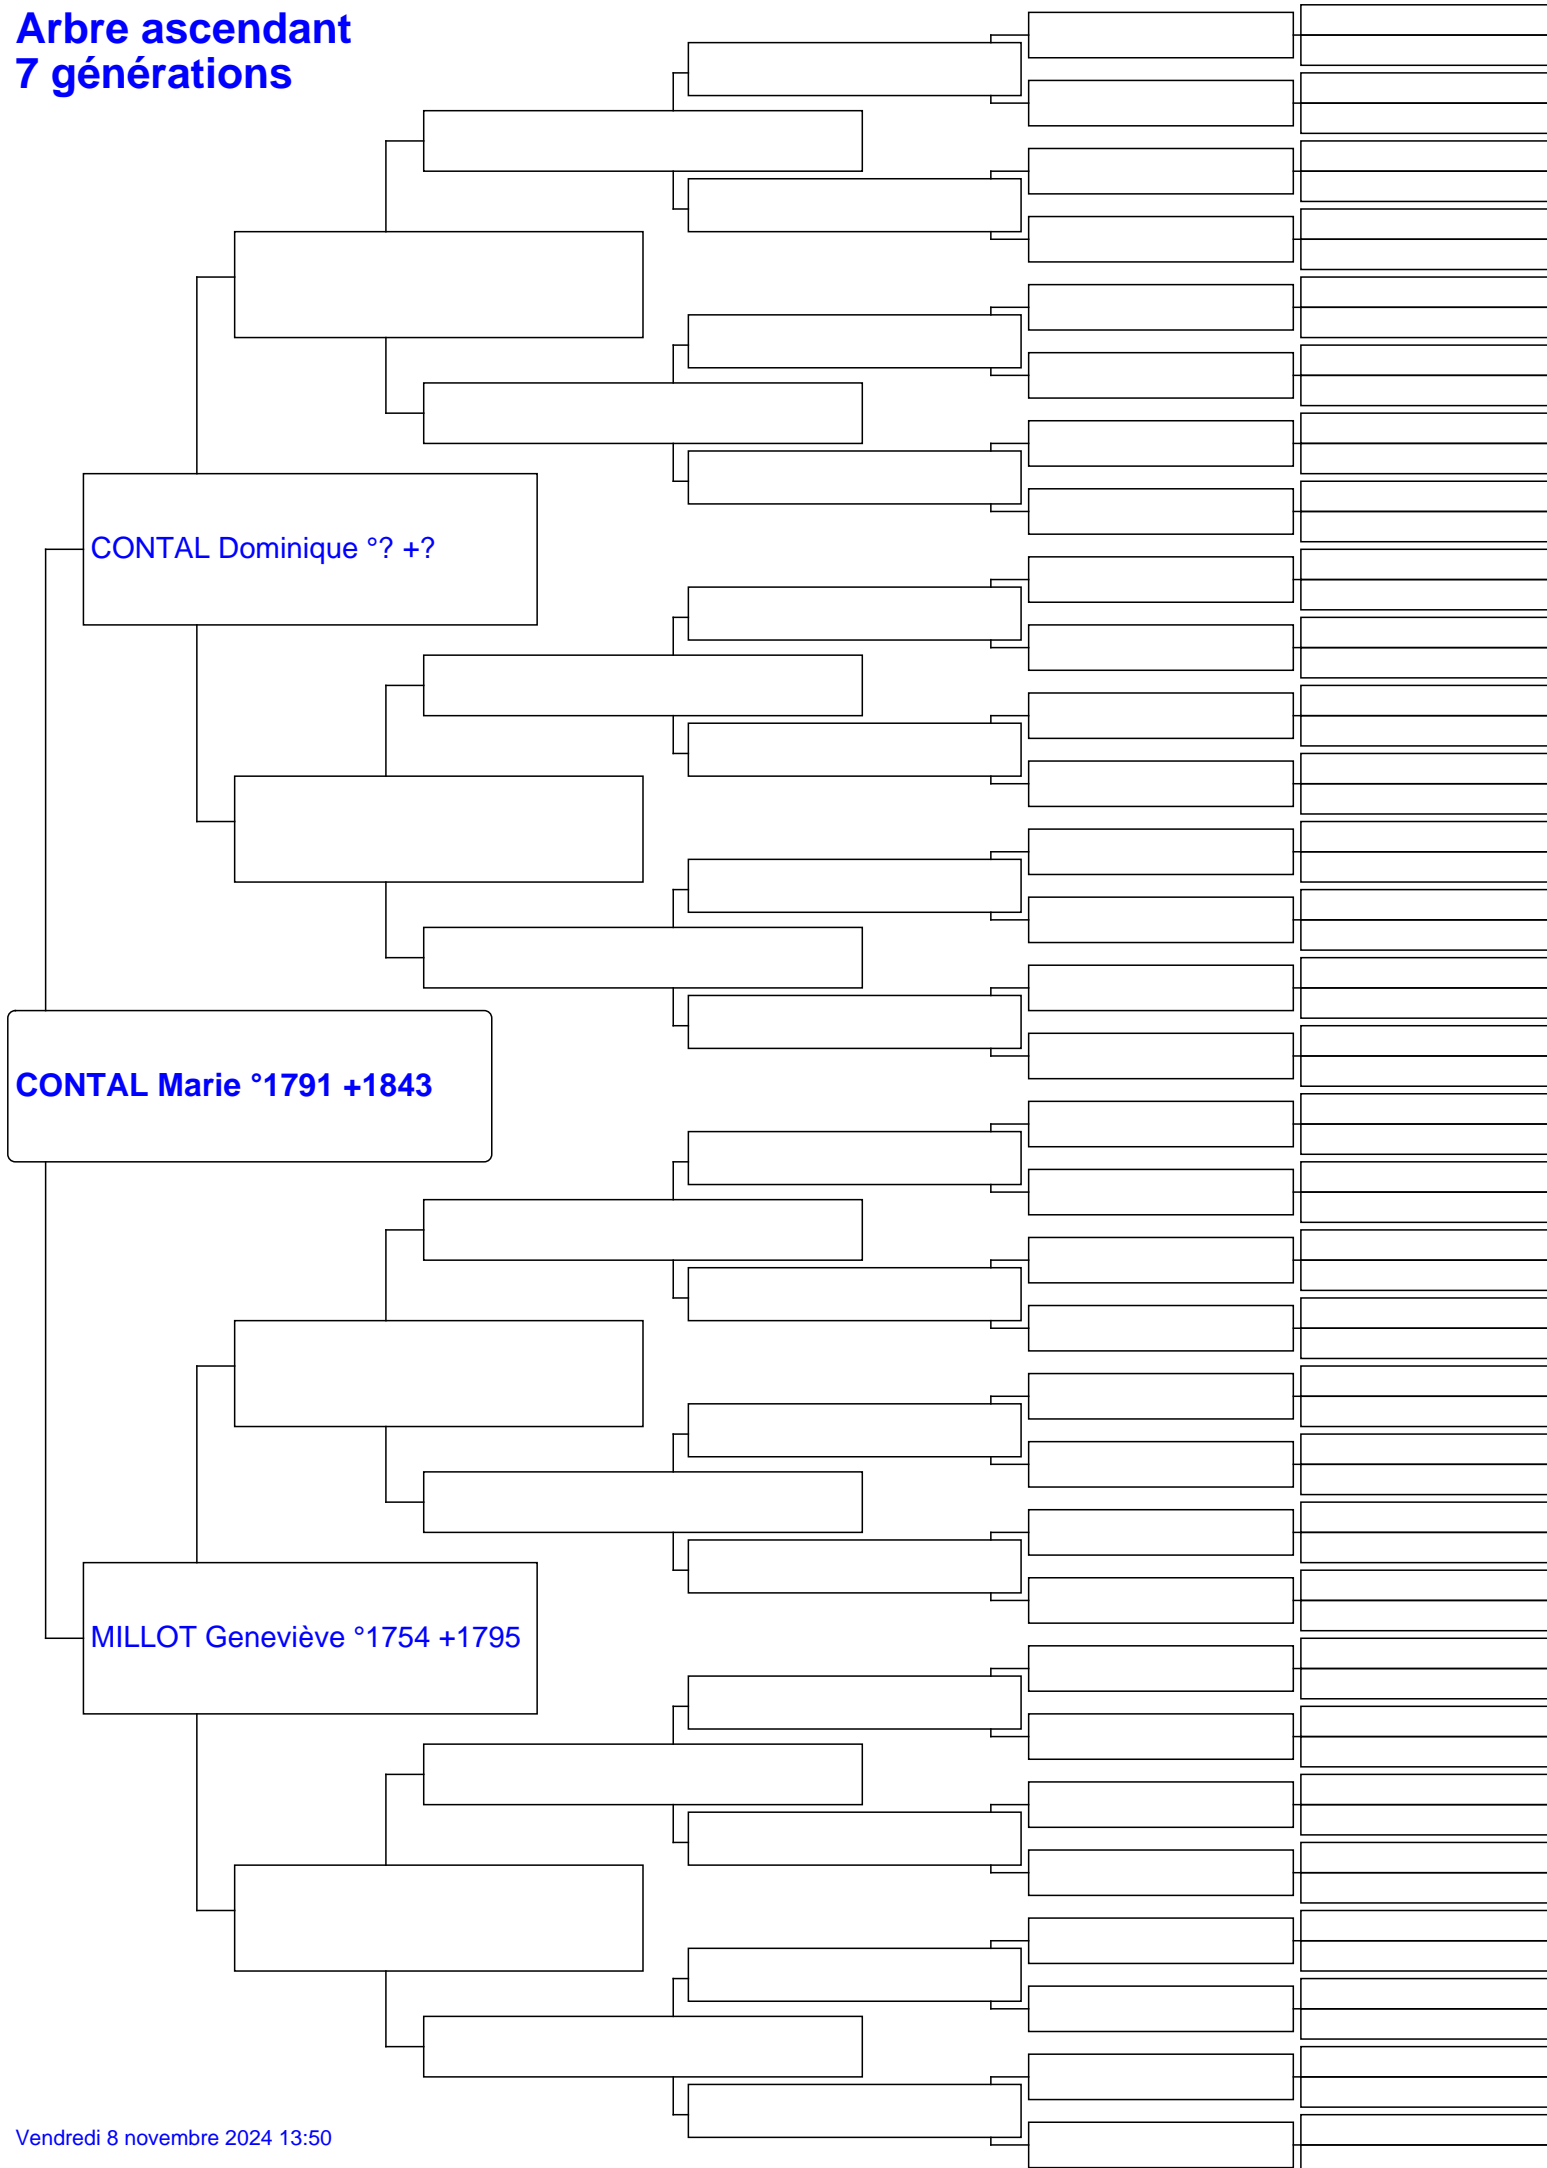 Arbre ascendant
7 générations
CONTAL Dominique °? +?
CONTAL Marie °1791 +1843
MILLOT Geneviève °1754 +1795
Vendredi 8 novembre 2024 13:50